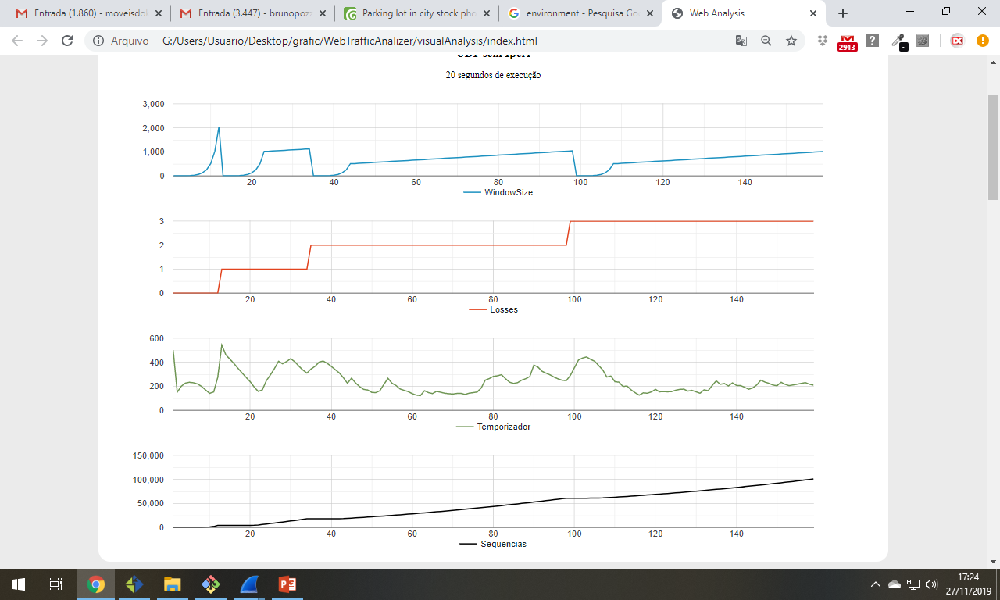 Entrada (1.860) - moveisdol
Entrada (3.447) - brunopoz
Parking lot in city stock pho
environment - Pesquisa Go
Web Analysis
Arquivo
G:/Users/Usuario/Desktop/grafic/WebTrafficAnalizer/visualAnalysis/index.html
2913
20 segundos de execução
3,000
2,000
1,000
0
20 40 60 80 100 120 140
WindowSize
3
2
1
0
20 40 60 80 100 120 140
Losses
600
400
200
0
20 40 60 80 100 120 140
Temporizador
150,000
100,000
50,000
0
20 40 60 80 100 120 140
Sequencias
17:24
27/11/2019